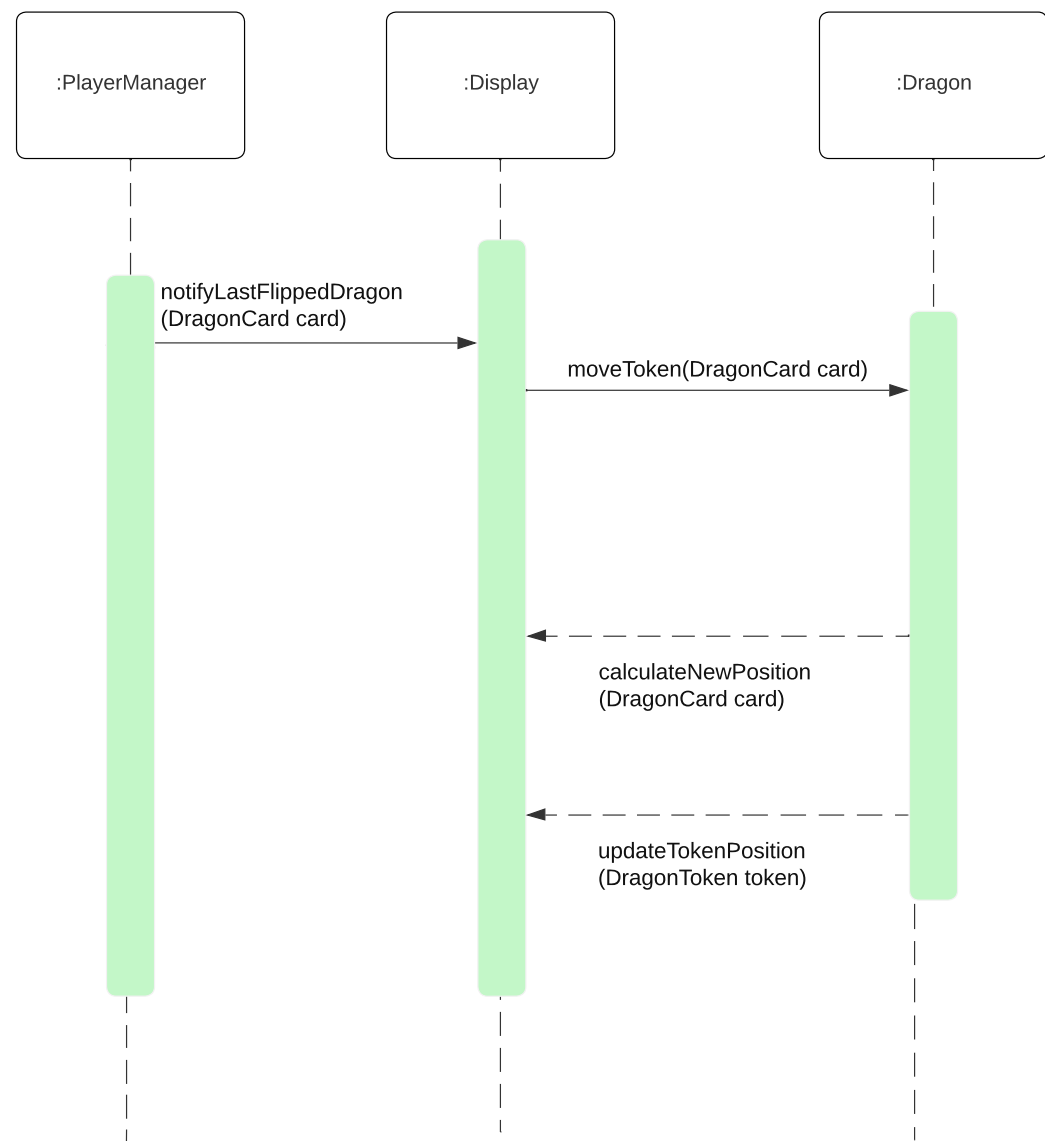 :PlayerManager
:Display
:Dragon
notifyLastFlippedDragon
(DragonCard card)
moveToken(DragonCard card)
calculateNewPosition
(DragonCard card)
updateTokenPosition
(DragonToken token)